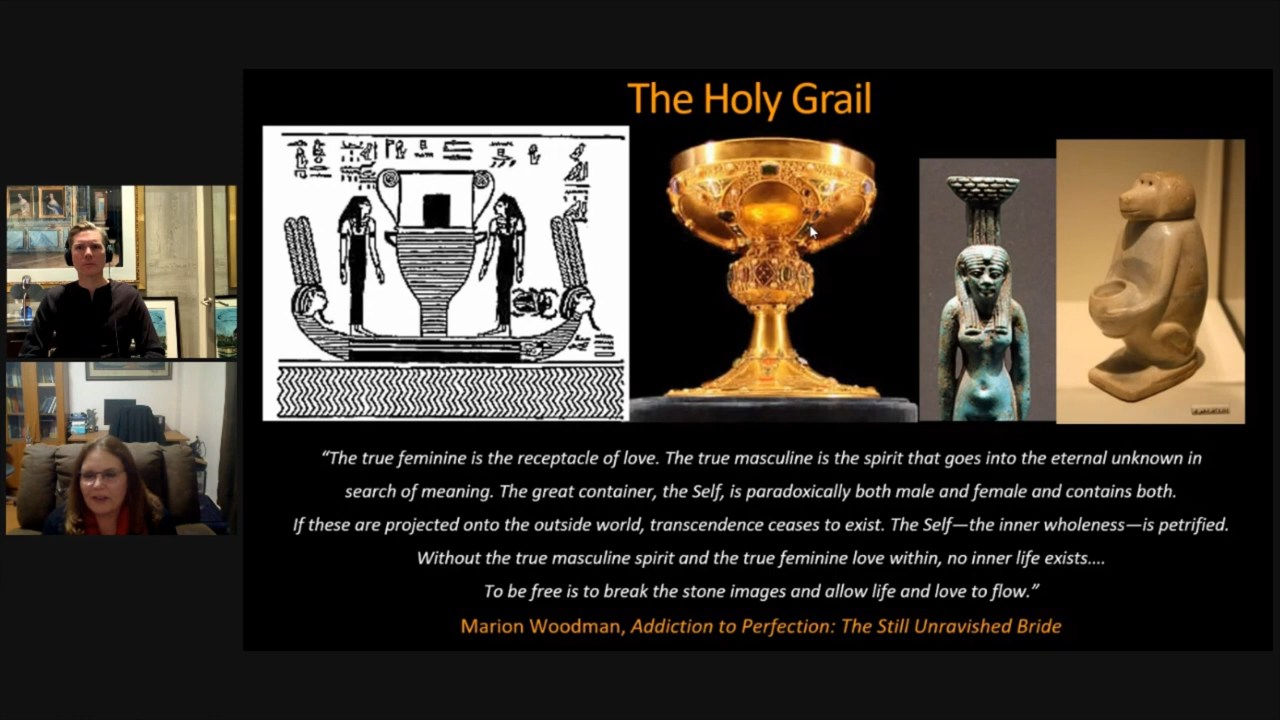 The Holy Grail
“The true feminine is the receptacle of love. The true masculine is the spirit that goes into the eternal unknown in
search of meaning. The great container, the Self, is paradoxically both male and female and contains both.
If these are projected onto the outside world, transcendence ceases to exist. The Self—the inner wholeness—is petrified.
Without the true masculine spirit and the true feminine love within, no inner life exists....
To be free is to break the stone images and allow life and love to flow.”
Marion Woodman, Addiction to Perfection: The Still Unravished Bride